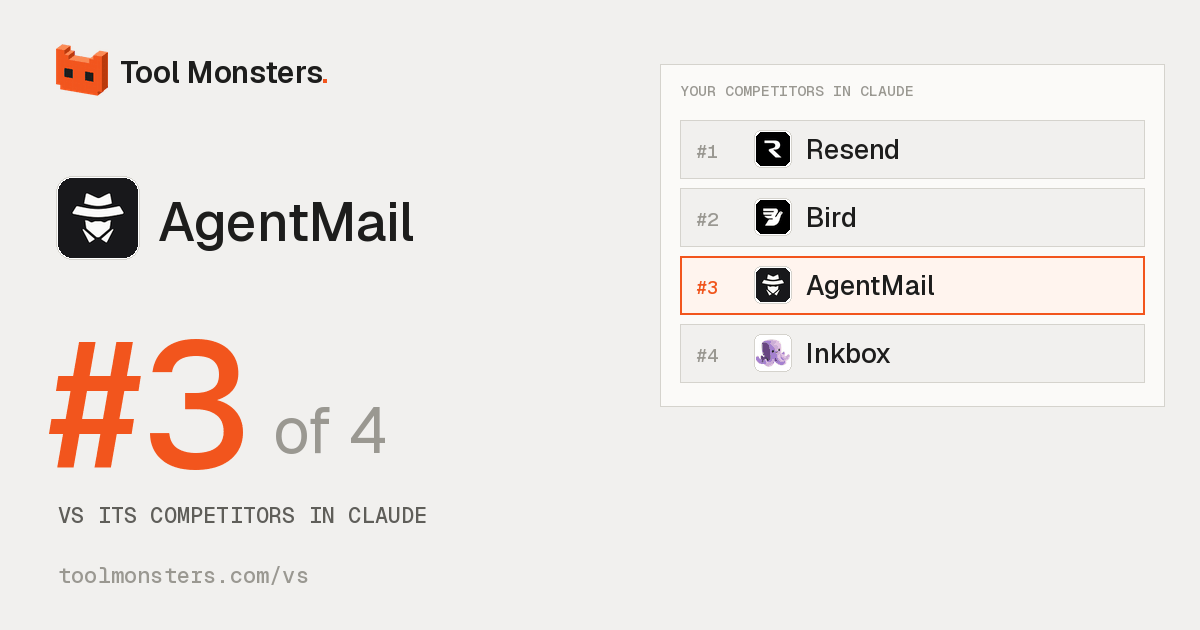 Tool Monsters.
AgentMail
#3 of 4
VS ITS COMPETITORS IN CLAUDE
toolmonsters.com/vs
YOUR COMPETITORS IN CLAUDE
#1 Resend
#2 Bird
#3 AgentMail
#4 Inkbox